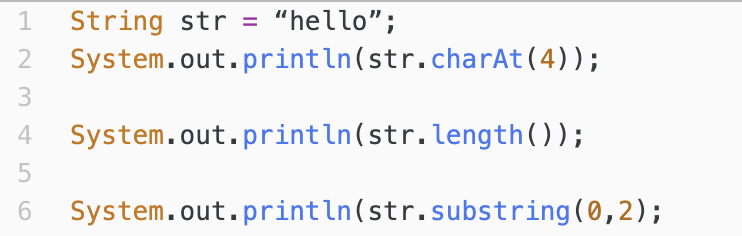 1 String str = “hello”;
2 System.out.println(str.charAt(4));
3
4 System.out.println(str.length());
5
6 System.out.println(str.substring(0,2);